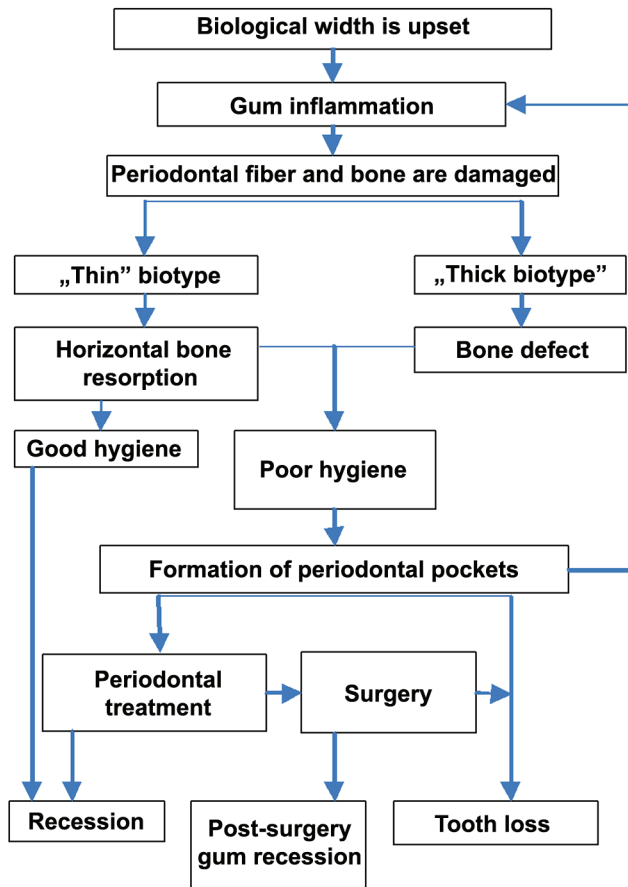 Biological width is upset
Gum inflammation
Periodontal fiber and bone are damaged
„Thin” biotype
„Thick biotype”
Horizontal bone
resorption
Bone defect
Good hygiene
Poor hygiene
Formation of periodontal pockets
Periodontal
treatment
Surgery
Recession
Post-surgery
gum recession
Tooth loss